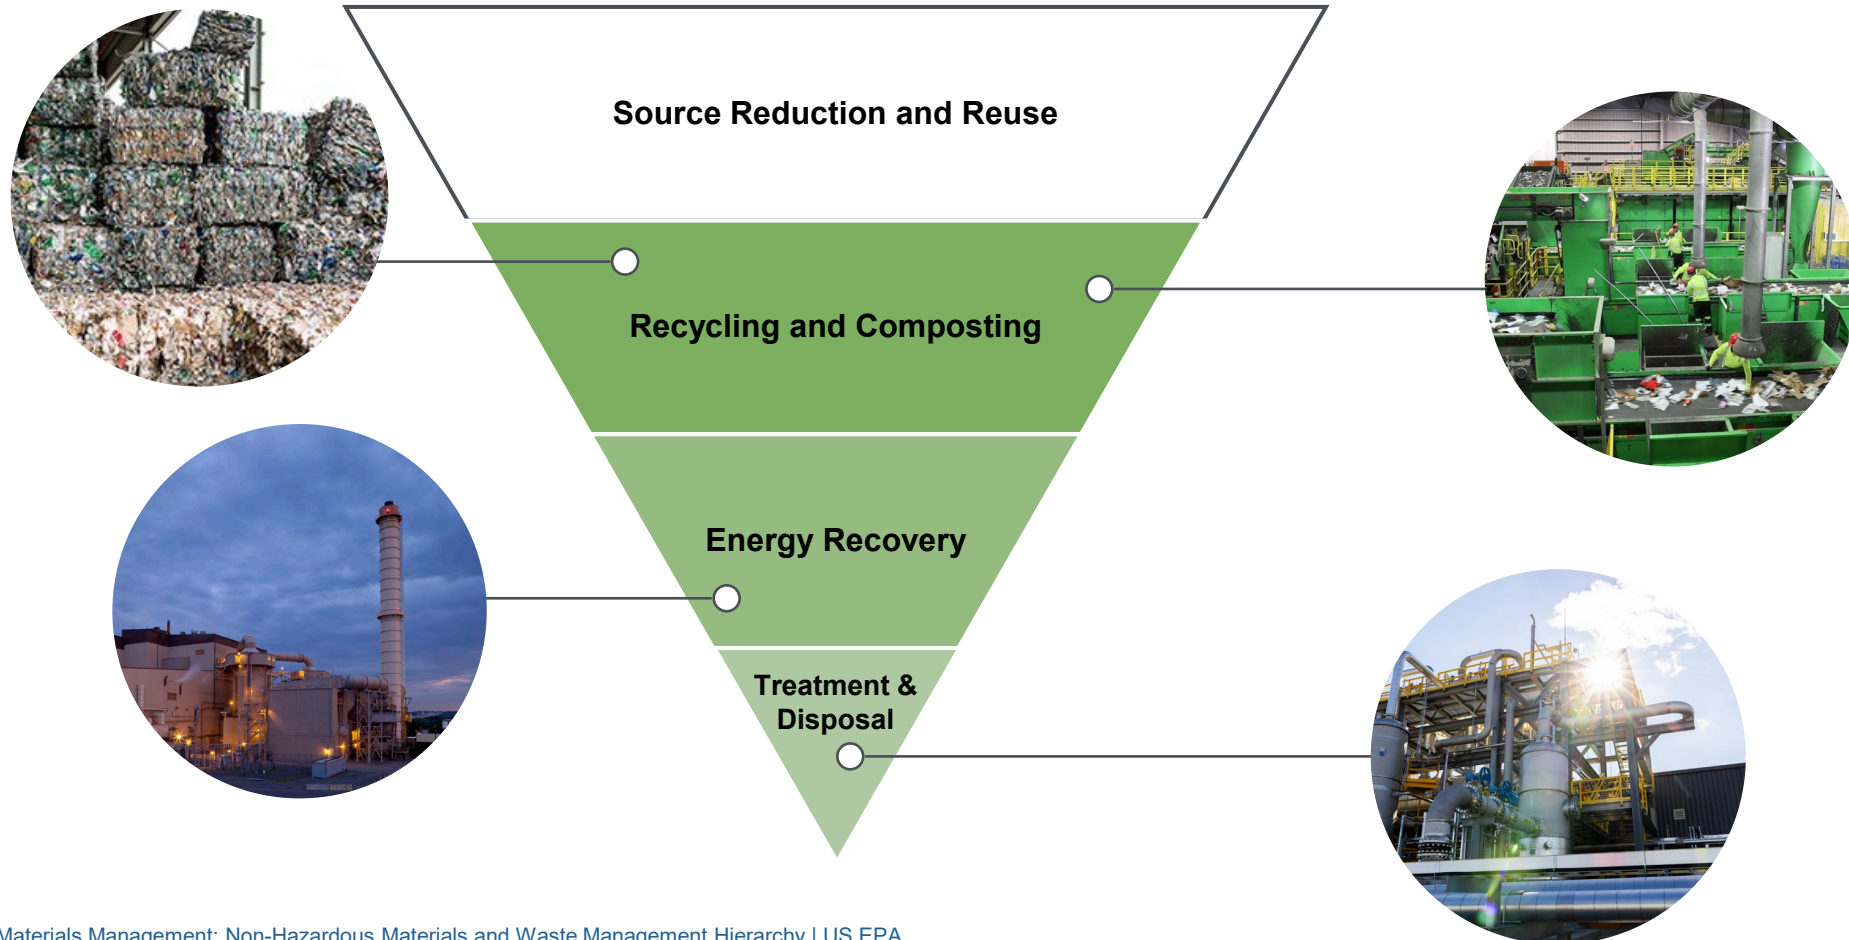 Source Reduction and Reuse
Recycling and Composting
Energy Recovery
Treatment &
Disposal
Materials Management: Non-Hazardous Materials and Waste Management Hierarchy | US EPA